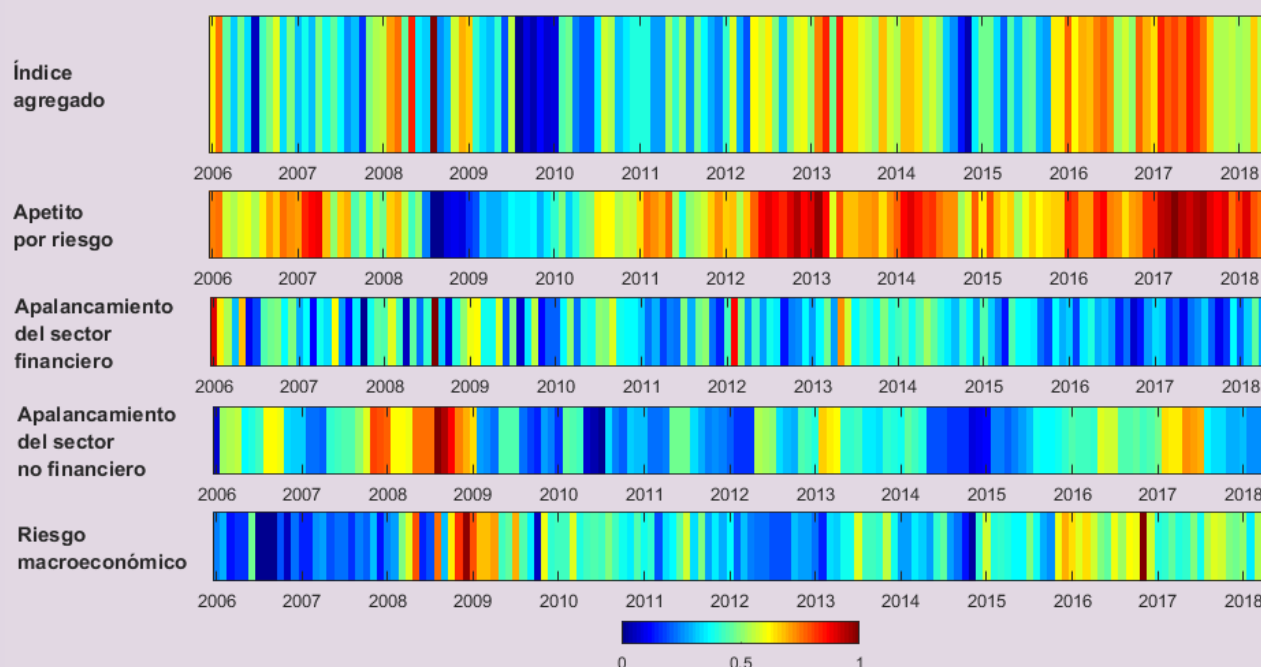 Índice
agregado
2006 2007 2008 2009 2010 2011 2012 2013 2014 2015 2016 2017 2018
Apetito
por riesgo
2006 2007 2008 2009 2010 2011 2012 2013 2014 2015 2016 2017 2018
Apalancamiento
del sector
financiero
2006 2007 2008 2009 2010 2011 2012 2013 2014 2015 2016 2017 2018
Apalancamiento
del sector
no financiero
2006 2007 2008 2009 2010 2011 2012 2013 2014 2015 2016 2017 2018
Riesgo
macroeconómico
2006 2007 2008 2009 2010 2011 2012 2013 2014 2015 2016 2017 2018
0 0.5 1